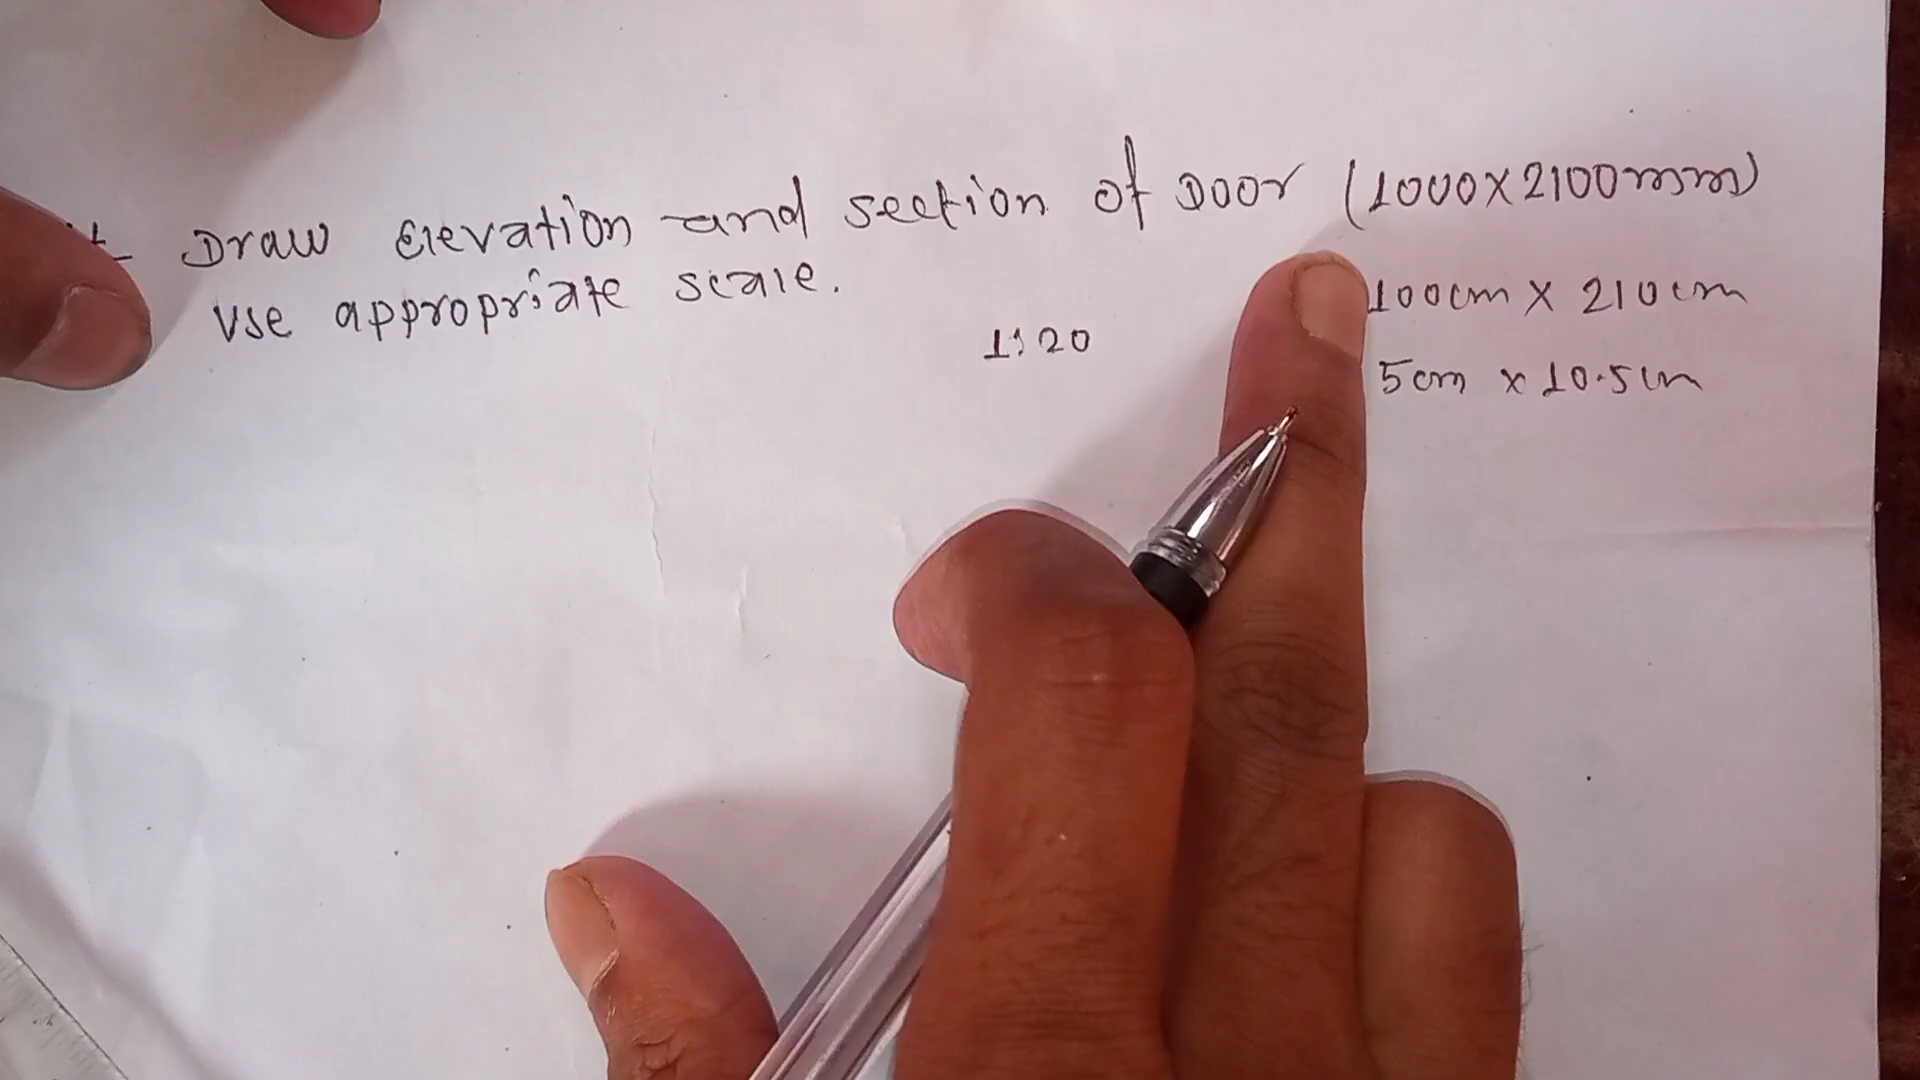 Draw Elevation and section of Door (1000X2100mm)
Use appropriate scale.
100cm X 210cm
1:20
5cm x 10.5cm